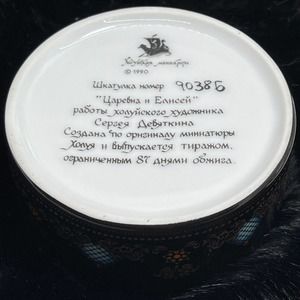 Холуйская миниатюра
© 1990
Шкатулка номер 9038Б
"Царевна и Елисей"
работы холуйского художника
Сергея Девяткина
Создана по оригиналу миниатюры
Холуя и выпускается тиражом,
ограниченным 87 днями обжига.